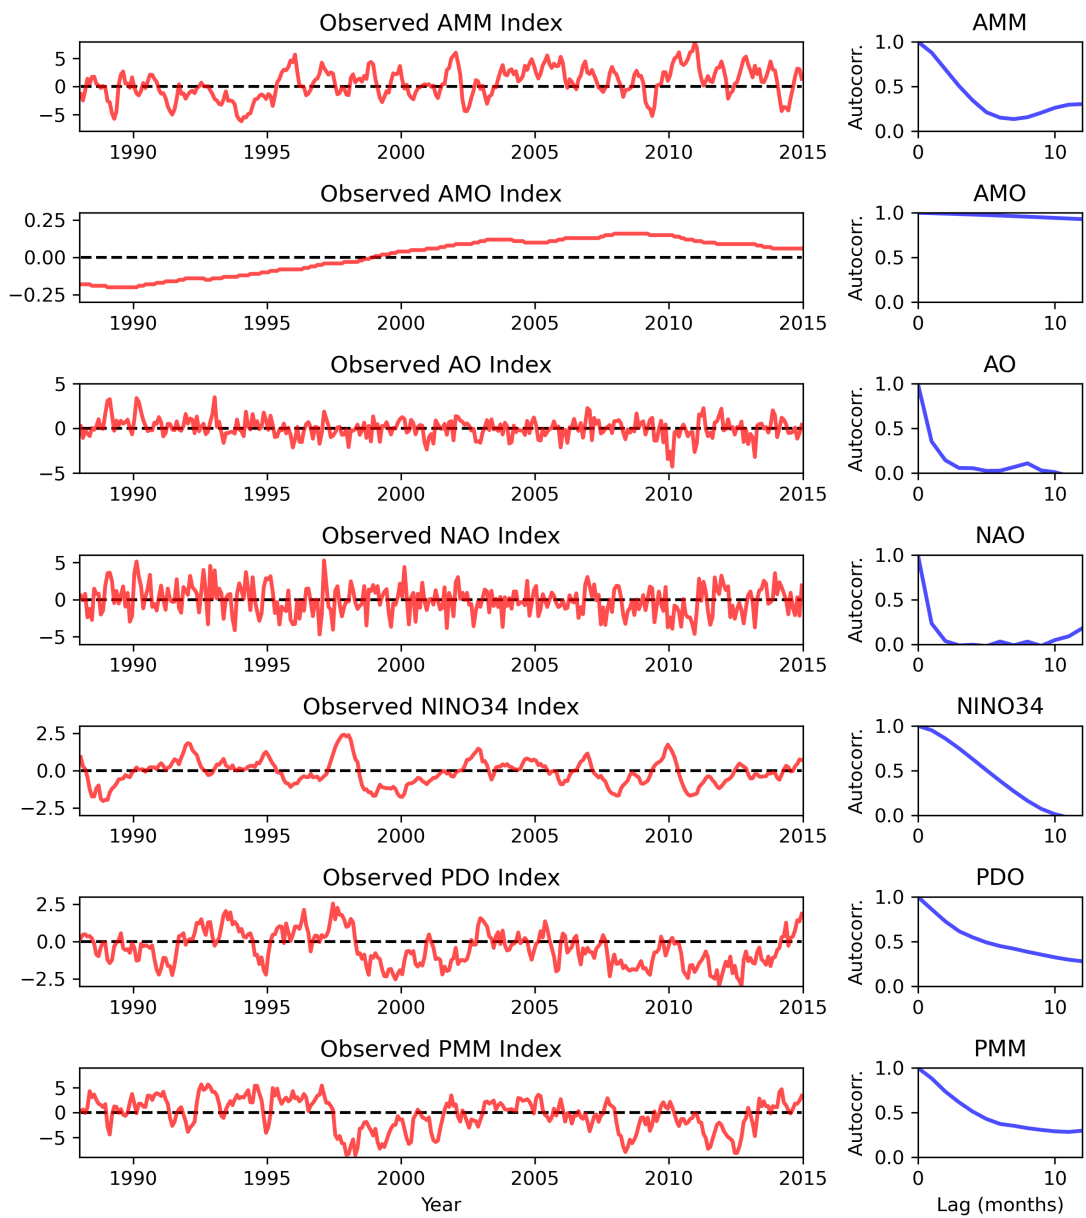 Observed AMM Index
AMM
5
0
−5
1990 1995 2000 2005 2010 2015
Autocorr.
1.0
0.5
0.0
0 10
Observed AMO Index
AMO
0.25
0.00
−0.25
1990 1995 2000 2005 2010 2015
Autocorr.
1.0
0.5
0.0
0 10
Observed AO Index
AO
5
0
−5
1990 1995 2000 2005 2010 2015
Autocorr.
1.0
0.5
0.0
0 10
Observed NAO Index
NAO
5
0
−5
1990 1995 2000 2005 2010 2015
Autocorr.
1.0
0.5
0.0
0 10
Observed NINO34 Index
NINO34
2.5
0.0
−2.5
1990 1995 2000 2005 2010 2015
Autocorr.
1.0
0.5
0.0
0 10
Observed PDO Index
PDO
2.5
0.0
−2.5
1990 1995 2000 2005 2010 2015
Autocorr.
1.0
0.5
0.0
0 10
Observed PMM Index
PMM
5
0
−5
1990 1995 2000 2005 2010 2015
Year
Autocorr.
1.0
0.5
0.0
0 10
Lag (months)